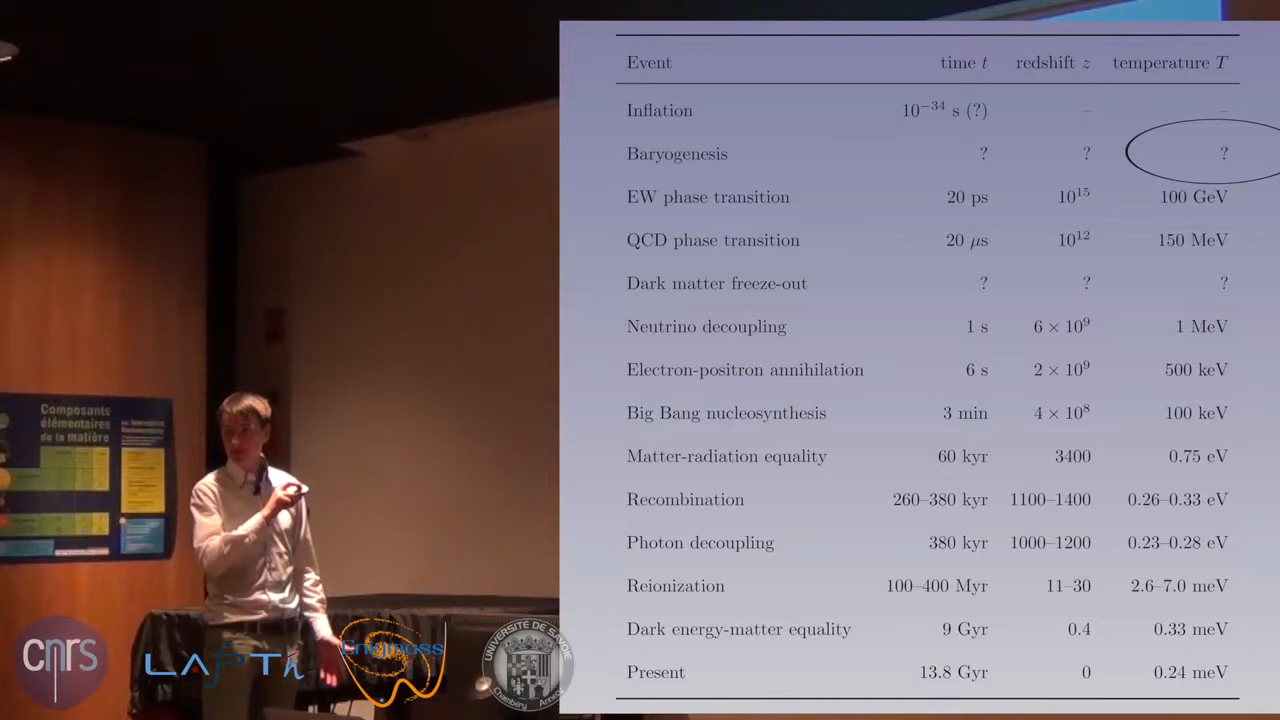 Event time t redshift z temperature T
Inflation 10⁻³⁴ s (?) – –
Baryogenesis ? ? ?
EW phase transition 20 ps 10¹⁵ 100 GeV
QCD phase transition 20 μs 10¹² 150 MeV
Dark matter freeze-out ? ? ?
Neutrino decoupling 1 s 6 × 10⁹ 1 MeV
Electron-positron annihilation 6 s 2 × 10⁹ 500 keV
Big Bang nucleosynthesis 3 min 4 × 10⁸ 100 keV
Matter-radiation equality 60 kyr 3400 0.75 eV
Recombination 260–380 kyr 1100–1400 0.26–0.33 eV
Photon decoupling 380 kyr 1000–1200 0.23–0.28 eV
Reionization 100–400 Myr 11–30 2.6–7.0 meV
Dark energy-matter equality 9 Gyr 0.4 0.33 meV
Present 13.8 Gyr 0 0.24 meV
Composants
élémentaires
de la matière
cnrs
LAPTh
Enigmass
UNIVERSITE DE SAVOIE
Chambéry Annecy